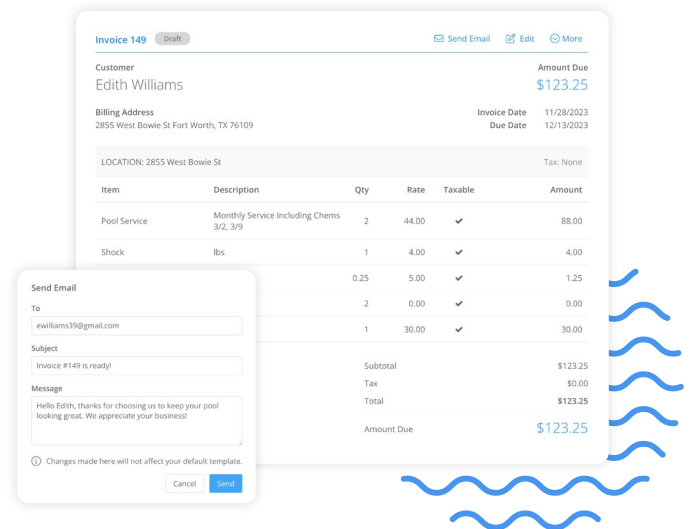 Invoice 149 Draft Send Email Edit More
Customer Amount Due
Edith Williams $123.25
Billing Address Invoice Date 11/28/2023
2855 West Bowie St Fort Worth, TX 76109 Due Date 12/13/2023
LOCATION: 2855 West Bowie St Tax: None
Item Description Qty Rate Taxable Amount
Pool Service Monthly Service Including Chems 2 44.00 ✔ 88.00
3/2, 3/9
Shock lbs 1 4.00 ✔ 4.00
0.25 5.00 ✔ 1.25
2 0.00 ✔ 0.00
1 30.00 ✔ 30.00
Subtotal $123.25
Tax $0.00
Total $123.25
Amount Due $123.25
Send Email
To
ewilliams39@gmail.com
Subject
Invoice #149 is ready!
Message
Hello Edith, thanks for choosing us to keep your pool
looking great. We appreciate your business!
Changes made here will not affect your default template.
Cancel Send